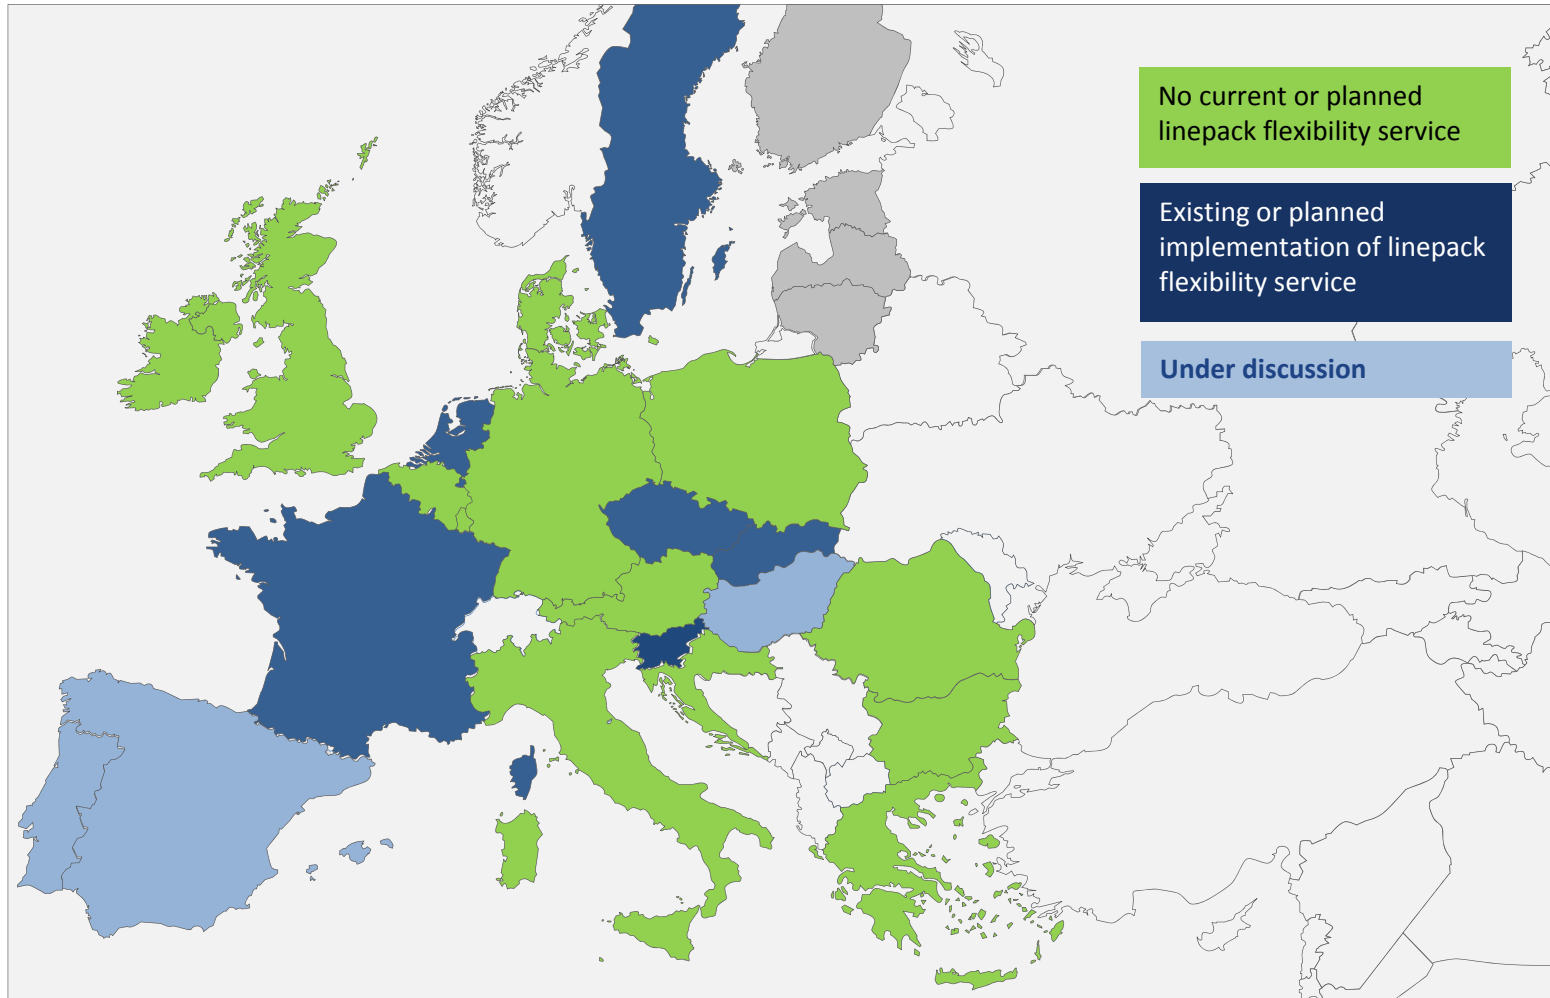 No current or planned
linepack flexibility service
Existing or planned
implementation of linepack
flexibility service
Under discussion